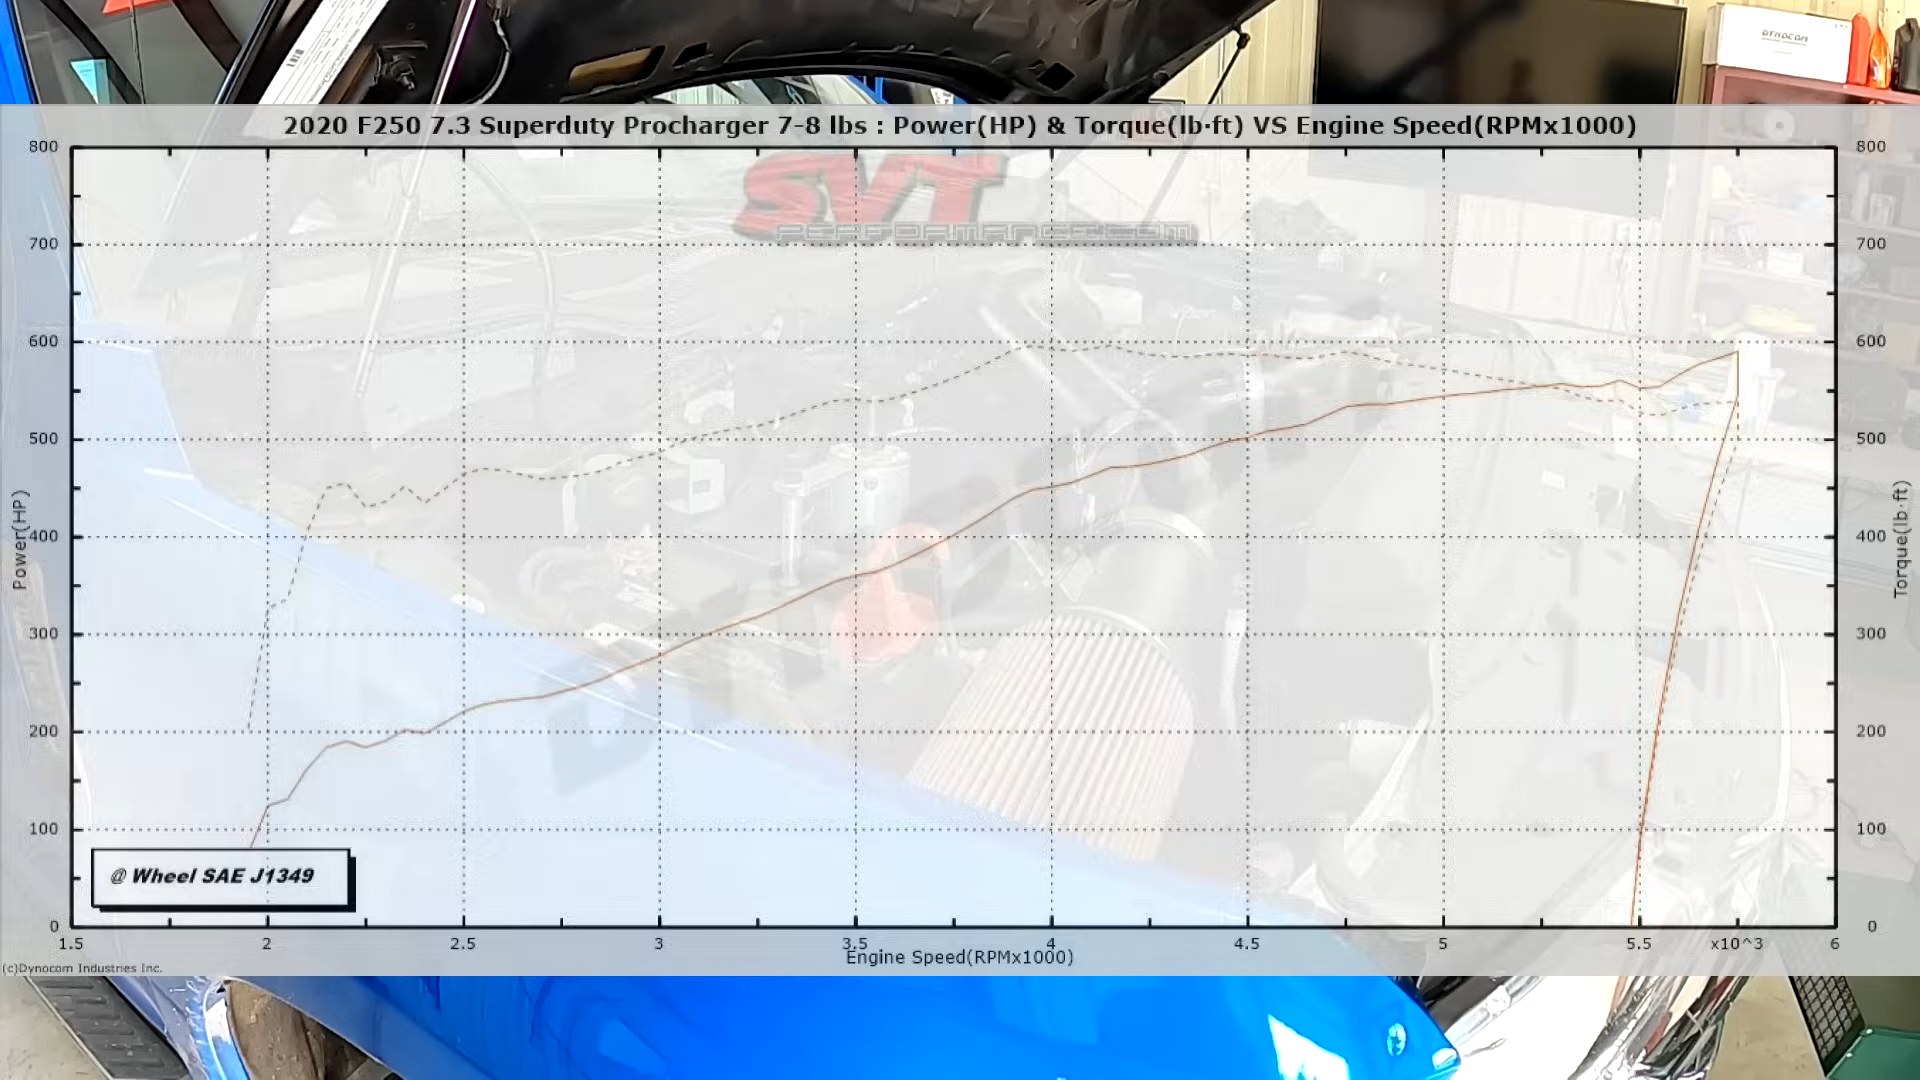 DYNOCOM
2020 F250 7.3 Superduty Procharger 7-8 lbs : Power(HP) & Torque(lb·ft) VS Engine Speed(RPMx1000)
SVT
PERFORMANCE.COM
800
700
600
500
400
300
200
100
0
Power(HP)
800
700
600
500
400
300
200
100
0
Torque(lb·ft)
@ Wheel SAE J1349
1.5 2 2.5 3 3.5 4 4.5 5 5.5 x10^3 6
Engine Speed(RPMx1000)
(c)Dynocom Industries Inc.